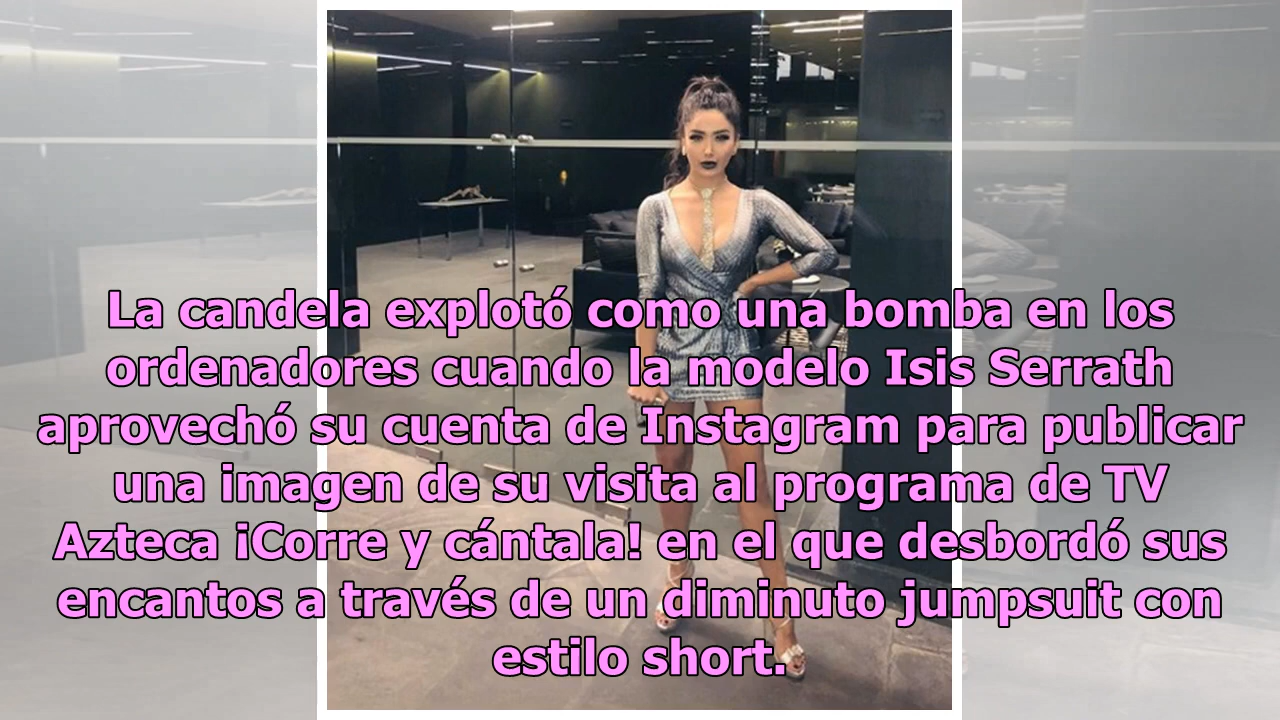 La candela explotó como una bomba en los
ordenadores cuando la modelo Isis Serrath
aprovechó su cuenta de Instagram para publicar
una imagen de su visita al programa de TV
Azteca ¡Corre y cántala! en el que desbordó sus
encantos a través de un diminuto jumpsuit con
estilo short.